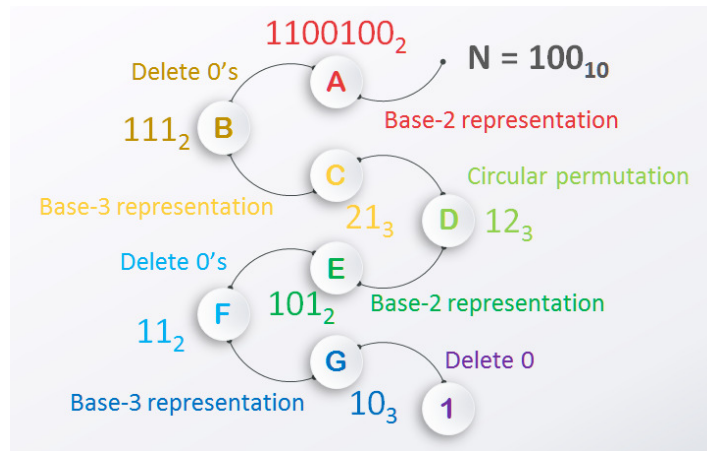 N = 100₁₀
1100100₂
A
Base-2 representation
Delete 0's
111₂
B
Base-3 representation
C
21₃
Circular permutation
D
12₃
E
101₂
Base-2 representation
Delete 0's
F
11₂
Base-3 representation
G
10₃
Delete 0
1